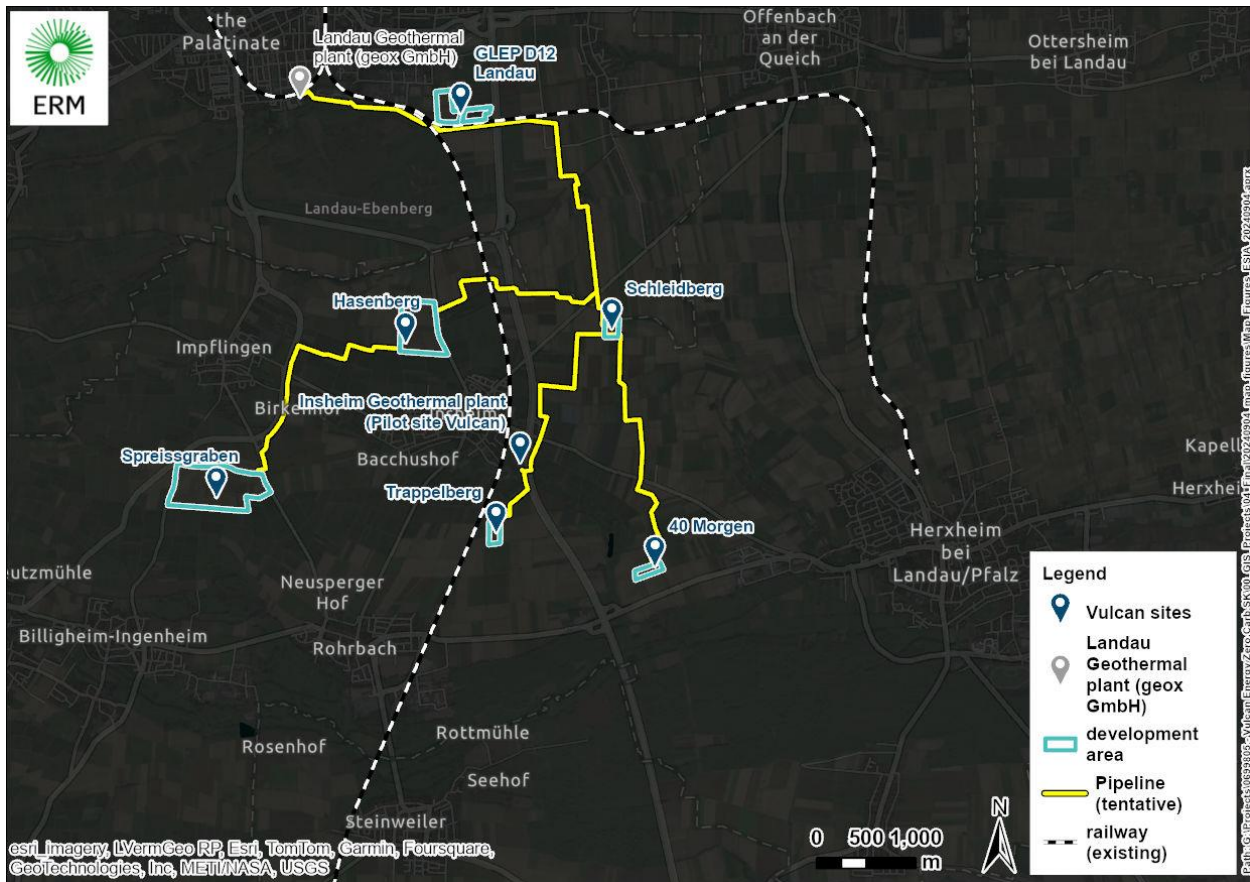 the
Palatinate
Landau Geothermal
plant (geox GmbH)
GLEP D12
Landau
Offenbach
an der
Queich
Ottersheim
bei Landau
ERM
Landau-Ebenberg
Hasenberg
Schleidberg
Impflingen
Birkenhof
Insheim Geothermal plant
(Pilot site Vulcan)
Bacchushof
Spreissgraben
Trappelberg
40 Morgen
Kapell
Herxhei
Herxheim
bei
Landau/Pfalz
Neusperger
Hof
eutzmühle
Billigheim-Ingenheim
Rohrbach
Rottmühle
Rosenhof
Seehof
Steinweiler
Legend
Vulcan sites
Landau
Geothermal
plant (geox
GmbH)
development
area
Pipeline
(tentative)
railway
(existing)
N
0 500 1,000
m
esri_imagery, LVermGeo RP, Esri, TomTom, Garmin, Foursquare,
GeoTechnologies, Inc, METI/NASA, USGS